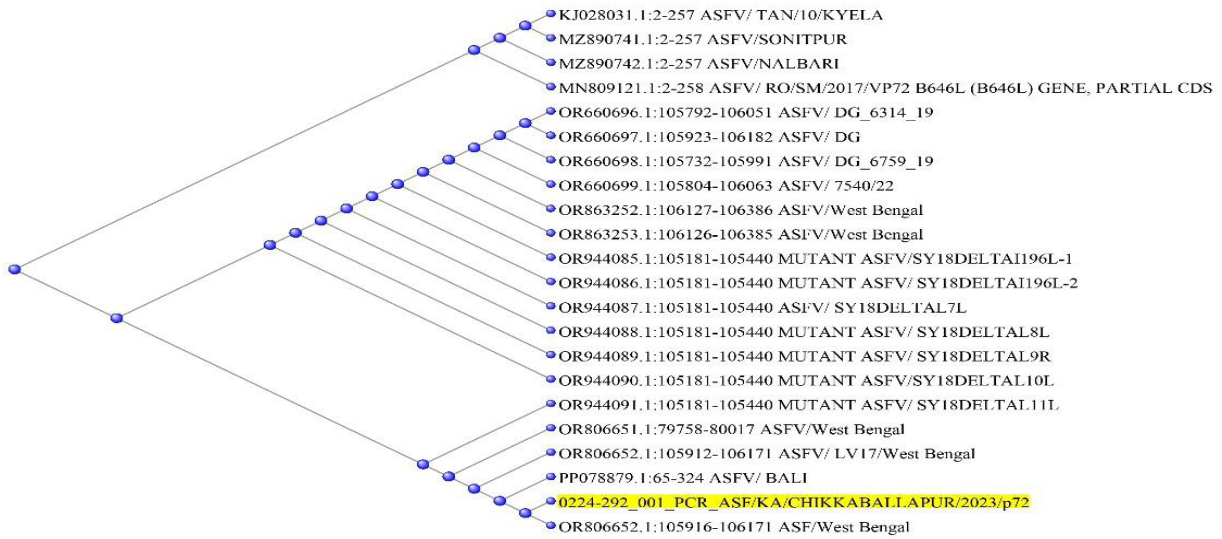 KJ028031.1:2-257 ASFV/ TAN/10/KYELA
MZ890741.1:2-257 ASFV/SONITPUR
MZ890742.1:2-257 ASFV/NALBARI
MN809121.1:2-258 ASFV/ RO/SM/2017/VP72 B646L (B646L) GENE, PARTIAL CDS
OR660696.1:105792-106051 ASFV/ DG_6314_19
OR660697.1:105923-106182 ASFV/ DG
OR660698.1:105732-105991 ASFV/ DG_6759_19
OR660699.1:105804-106063 ASFV/ 7540/22
OR863252.1:106127-106386 ASFV/West Bengal
OR863253.1:106126-106385 ASFV/West Bengal
OR944085.1:105181-105440 MUTANT ASFV/SY18DELTAI196L-1
OR944086.1:105181-105440 MUTANT ASFV/ SY18DELTAI196L-2
OR944087.1:105181-105440 ASFV/ SY18DELTAL7L
OR944088.1:105181-105440 MUTANT ASFV/ SY18DELTAL8L
OR944089.1:105181-105440 MUTANT ASFV/ SY18DELTAL9R
OR944090.1:105181-105440 MUTANT ASFV/SY18DELTAL10L
OR944091.1:105181-105440 MUTANT ASFV/ SY18DELTAL11L
OR806651.1:79758-80017 ASFV/West Bengal
OR806652.1:105912-106171 ASFV/ LV17/West Bengal
PP078879.1:65-324 ASFV/ BALI
0224-292_001_PCR_ASF/KA/CHIKKABALLAPUR/2023/p72
OR806652.1:105916-106171 ASF/West Bengal